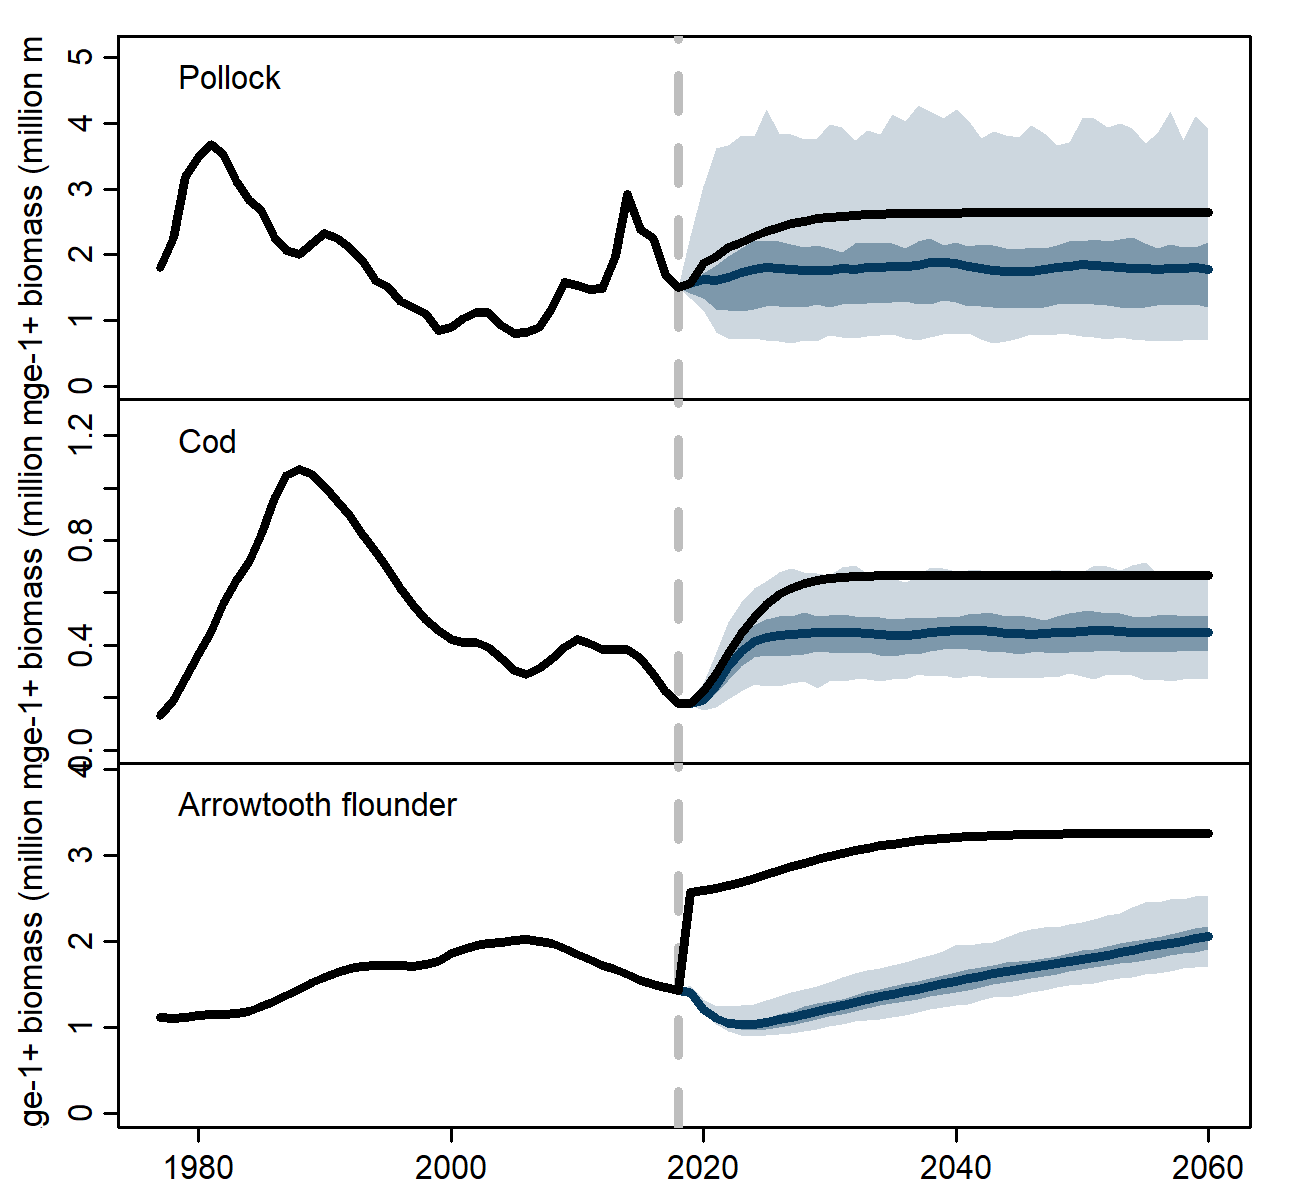 5
4
3
2
1
0
Pollock
ge-1+ biomass (million m
1.2
0.8
0.4
0.0
Cod
ge-1+ biomass (million m
4
3
2
1
0
Arrowtooth flounder
ge-1+ biomass (million m
1980 2000 2020 2040 2060